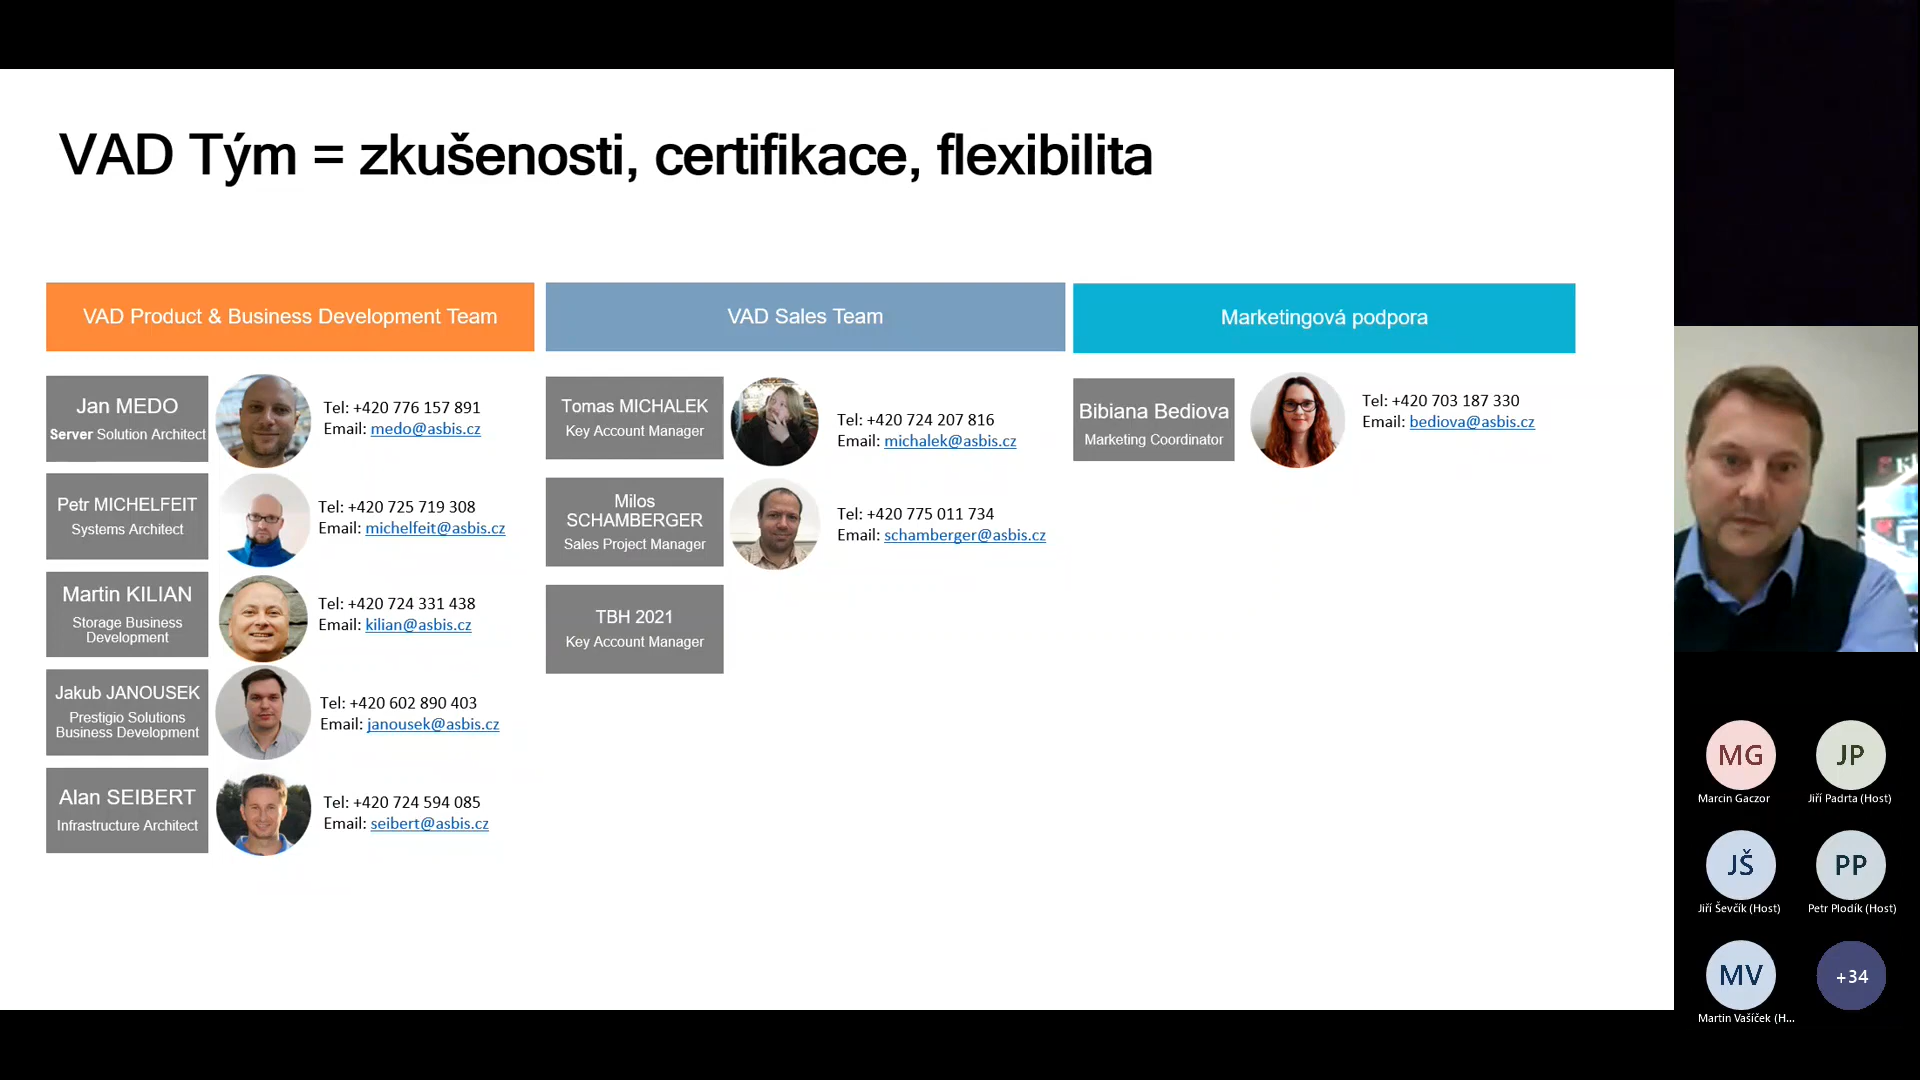 VAD Tým = zkušenosti, certifikace, flexibilita
VAD Product & Business Development Team
Jan MEDO
Server Solution Architect
Tel: +420 776 157 891
Email: medo@asbis.cz
Petr MICHELFEIT
Systems Architect
Tel: +420 725 719 308
Email: michelfeit@asbis.cz
Martin KILIAN
Storage Business
Development
Tel: +420 724 331 438
Email: kilian@asbis.cz
Jakub JANOUSEK
Prestigio Solutions
Business Development
Tel: +420 602 890 403
Email: janousek@asbis.cz
Alan SEIBERT
Infrastructure Architect
Tel: +420 724 594 085
Email: seibert@asbis.cz
VAD Sales Team
Tomas MICHALEK
Key Account Manager
Tel: +420 724 207 816
Email: michalek@asbis.cz
Milos
SCHAMBERGER
Sales Project Manager
Tel: +420 775 011 734
Email: schamberger@asbis.cz
TBH 2021
Key Account Manager
Marketingová podpora
Bibiana Bediova
Marketing Coordinator
Tel: +420 703 187 330
Email: bediova@asbis.cz
MG
Marcin Gaczor
JP
Jiří Padrta (Host)
JŠ
Jiří Ševčík (Host)
PP
Petr Plodík (Host)
MV
Martin Vašíček (H...
+34